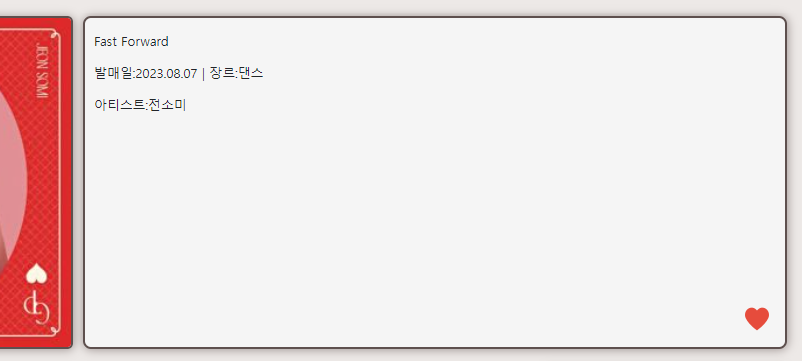 JEON SOMI
GP
Fast Forward
발매일:2023.08.07 | 장르:댄스
아티스트:전소미